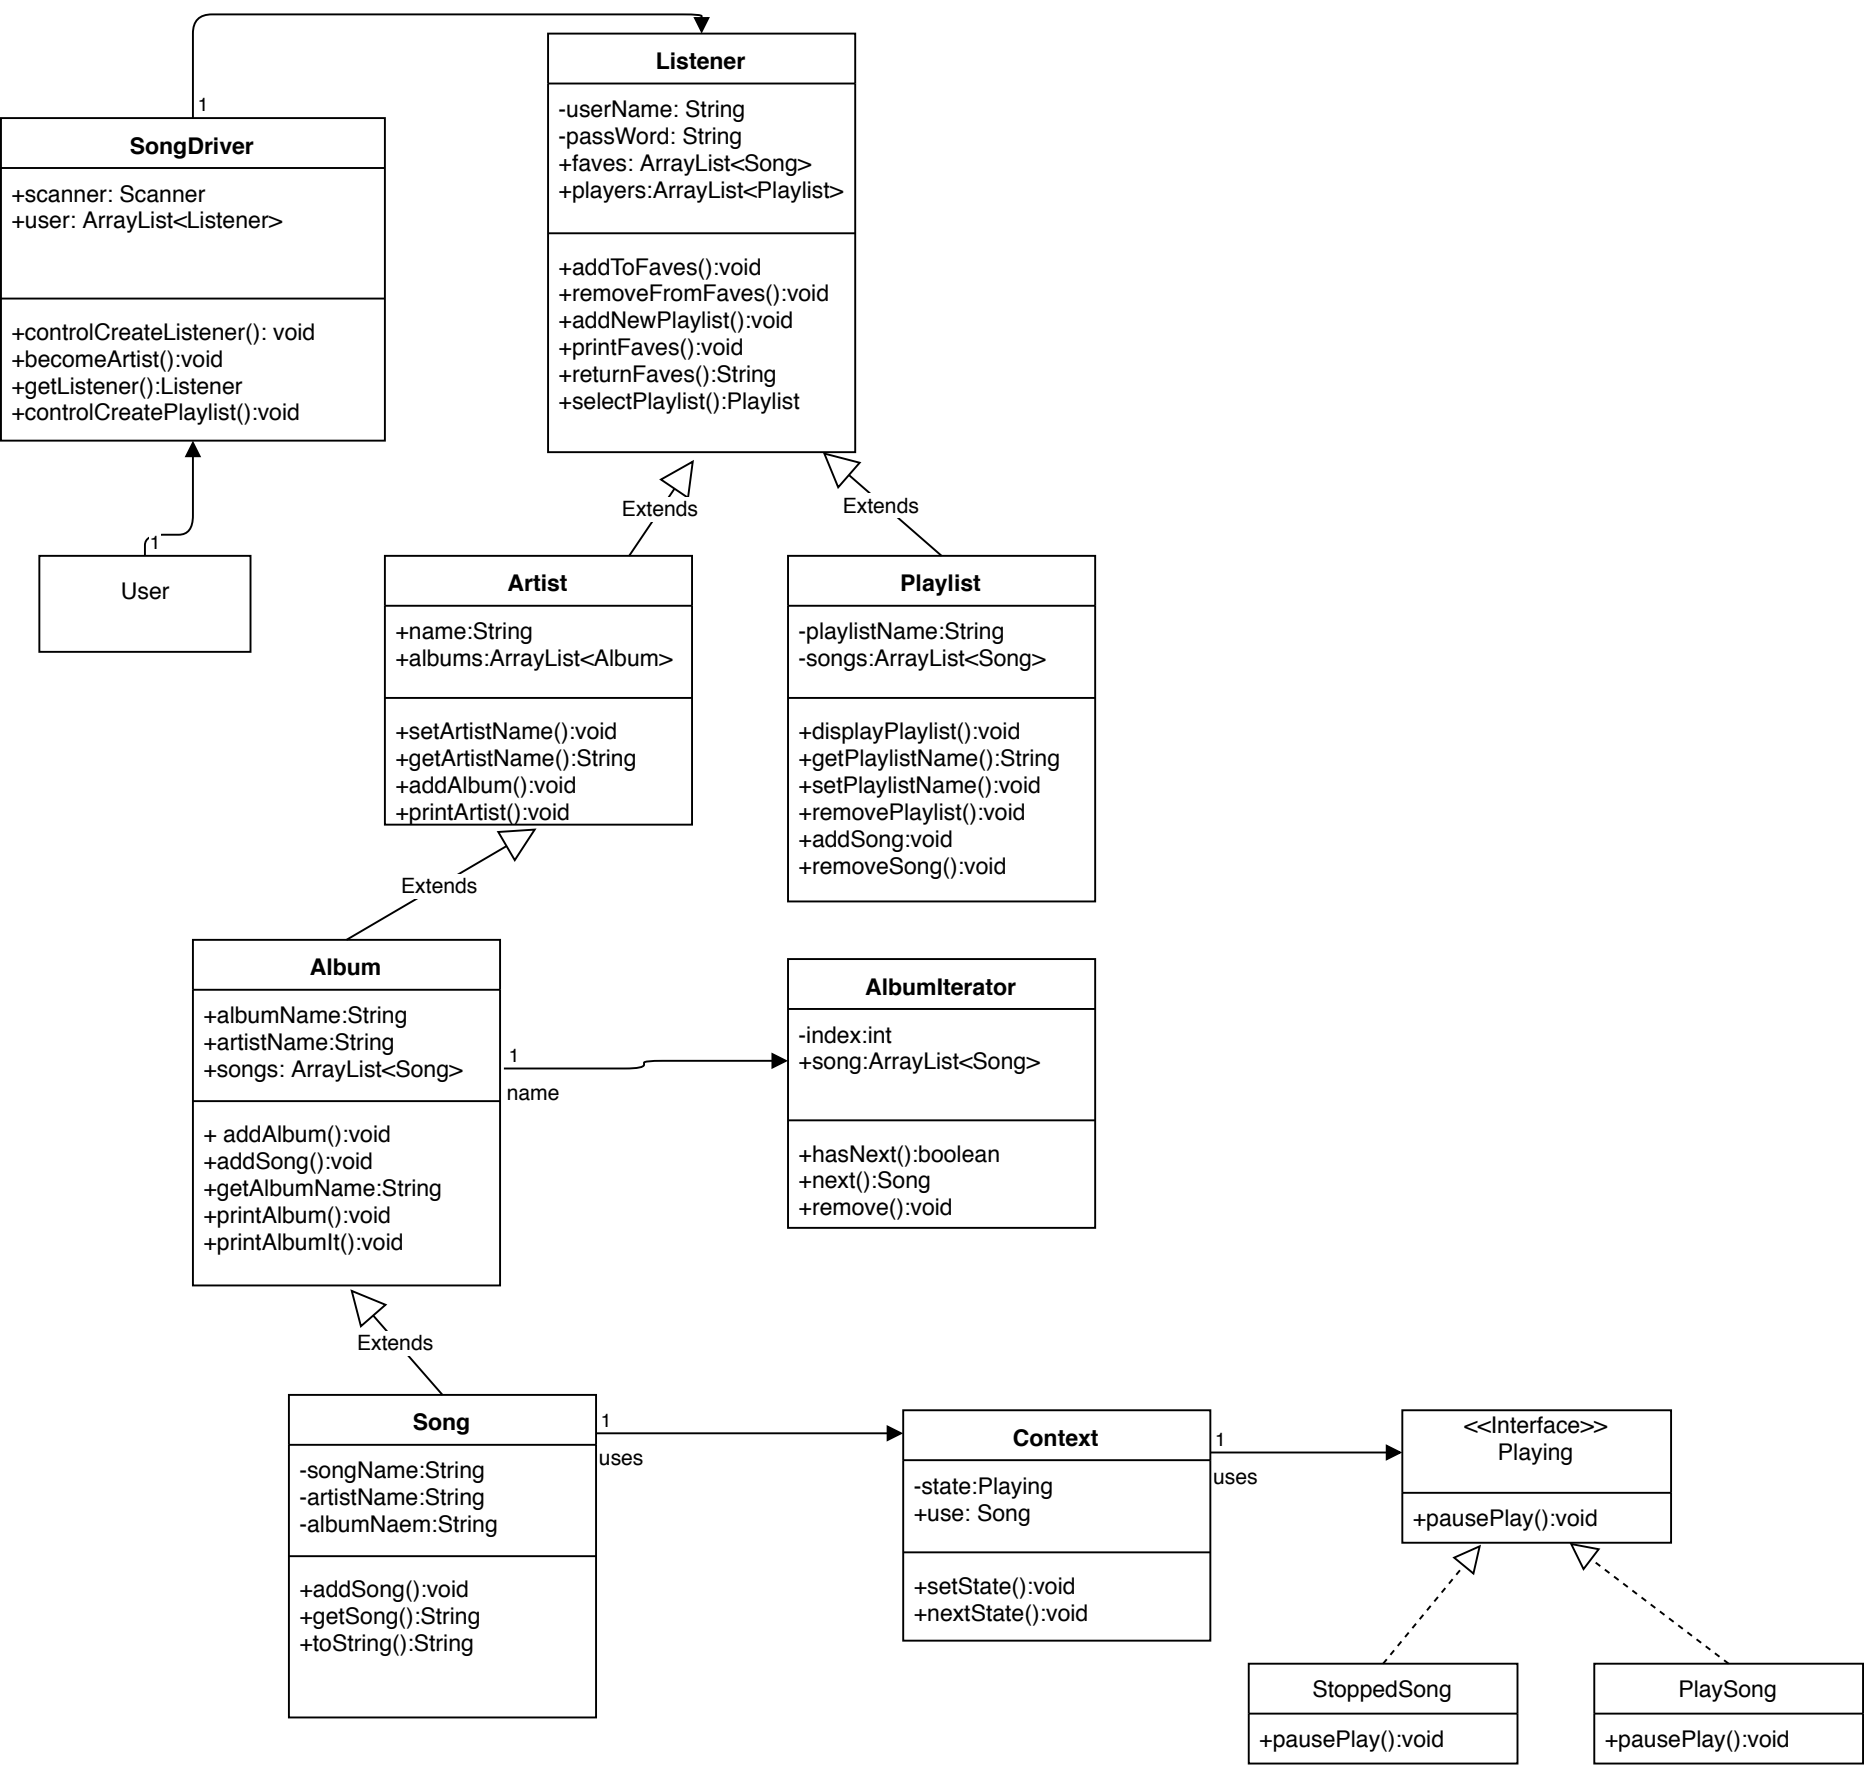 Listener
-userName: String
-passWord: String
+faves: ArrayList<Song>
+players:ArrayList<Playlist>
+addToFaves():void
+removeFromFaves():void
+addNewPlaylist():void
+printFaves():void
+returnFaves():String
+selectPlaylist():Playlist
1
SongDriver
+scanner: Scanner
+user: ArrayList<Listener>
+controlCreateListener(): void
+becomeArtist():void
+getListener():Listener
+controlCreatePlaylist():void
1
User
Extends
Extends
Artist
+name:String
+albums:ArrayList<Album>
+setArtistName():void
+getArtistName():String
+addAlbum():void
+printArtist():void
Playlist
-playlistName:String
-songs:ArrayList<Song>
+displayPlaylist():void
+getPlaylistName():String
+setPlaylistName():void
+removePlaylist():void
+addSong:void
+removeSong():void
Extends
Album
+albumName:String
+artistName:String
+songs: ArrayList<Song>
+ addAlbum():void
+addSong():void
+getAlbumName:String
+printAlbum():void
+printAlbumIt():void
1
name
AlbumIterator
-index:int
+song:ArrayList<Song>
+hasNext():boolean
+next():Song
+remove():void
Extends
Song
-songName:String
-artistName:String
-albumNaem:String
+addSong():void
+getSong():String
+toString():String
1
uses
Context
-state:Playing
+use: Song
+setState():void
+nextState():void
1
uses
<<Interface>>
Playing
+pausePlay():void
StoppedSong
+pausePlay():void
PlaySong
+pausePlay():void